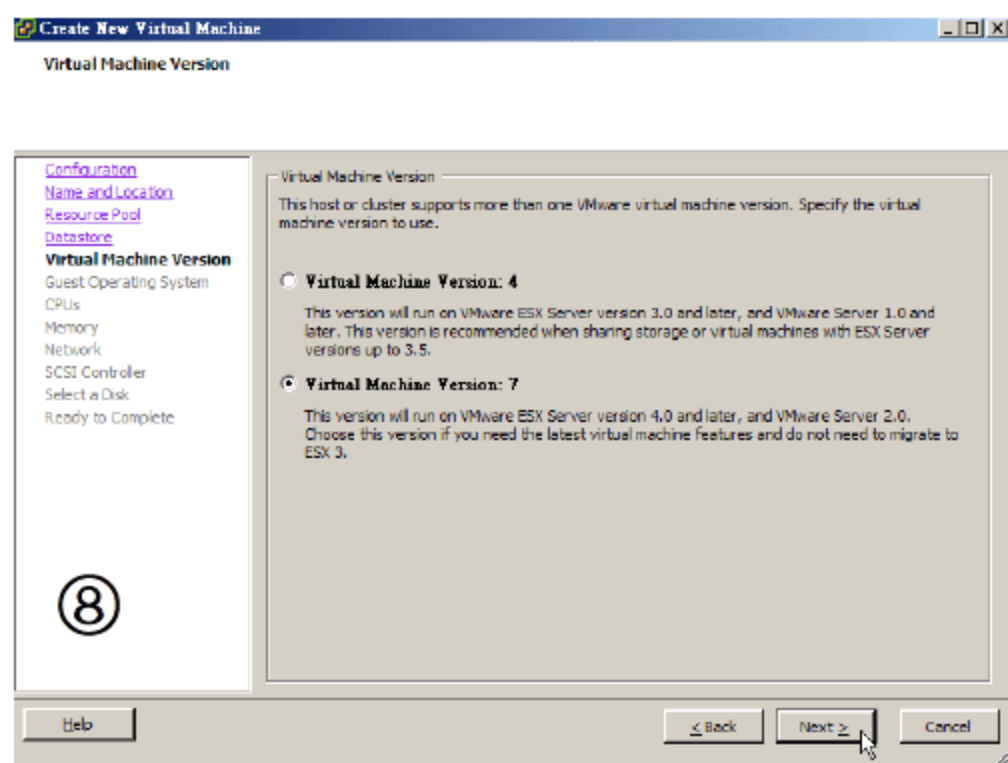 Create New Virtual Machine
Virtual Machine Version
Configuration
Name and Location
Resource Pool
Datastore
Virtual Machine Version
Guest Operating System
CPUs
Memory
Network
SCSI Controller
Select a Disk
Ready to Complete
⑧
Virtual Machine Version
This host or cluster supports more than one VMware virtual machine version. Specify the virtual
machine version to use.
Virtual Machine Version: 4
This version will run on VMware ESX Server version 3.0 and later, and VMware Server 1.0 and
later. This version is recommended when sharing storage or virtual machines with ESX Server
versions up to 3.5.
Virtual Machine Version: 7
This version will run on VMware ESX Server version 4.0 and later, and VMware Server 2.0.
Choose this version if you need the latest virtual machine features and do not need to migrate to
ESX 3.
Help
< Back
Next >
Cancel